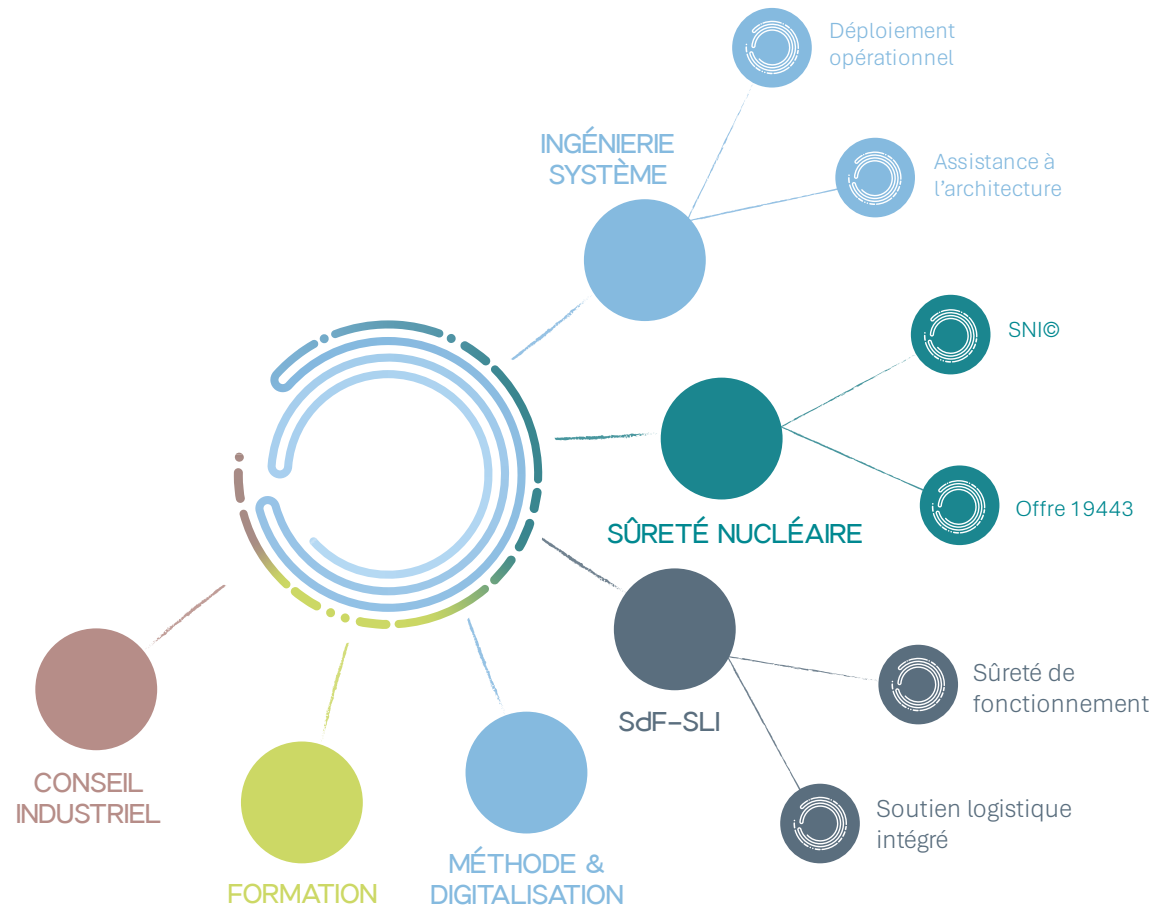 Déploiement
opérationnel
INGÉNIERIE
SYSTÈME
Assistance à
l'architecture
SNI©
Offre 19443
SÛRETÉ NUCLÉAIRE
Sûreté de
fonctionnement
SdF-SLI
Soutien logistique
intégré
CONSEIL
INDUSTRIEL
FORMATION
MÉTHODE &
DIGITALISATION